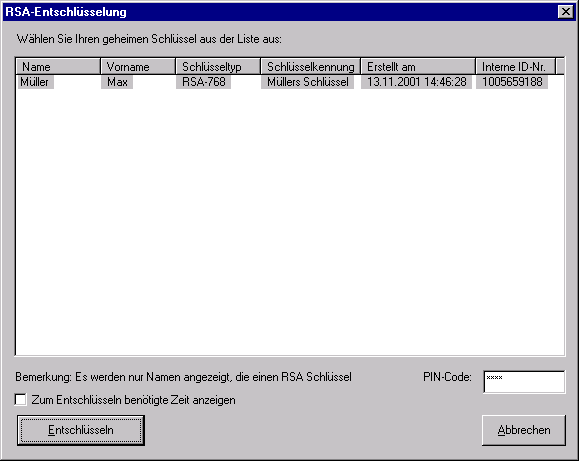 RSA-Entschlüsselung
Wählen Sie Ihren geheimen Schlüssel aus der Liste aus:
Name Vorname Schlüsseltyp Schlüsselkennung Erstellt am Interne ID-Nr.
Müller Max RSA-768 Müllers Schlüssel 13.11.2001 14:46:28 1005659188
Bemerkung: Es werden nur Namen angezeigt, die einen RSA Schlüssel PIN-Code: ****
Zum Entschlüsseln benötigte Zeit anzeigen
Entschlüsseln Abbrechen